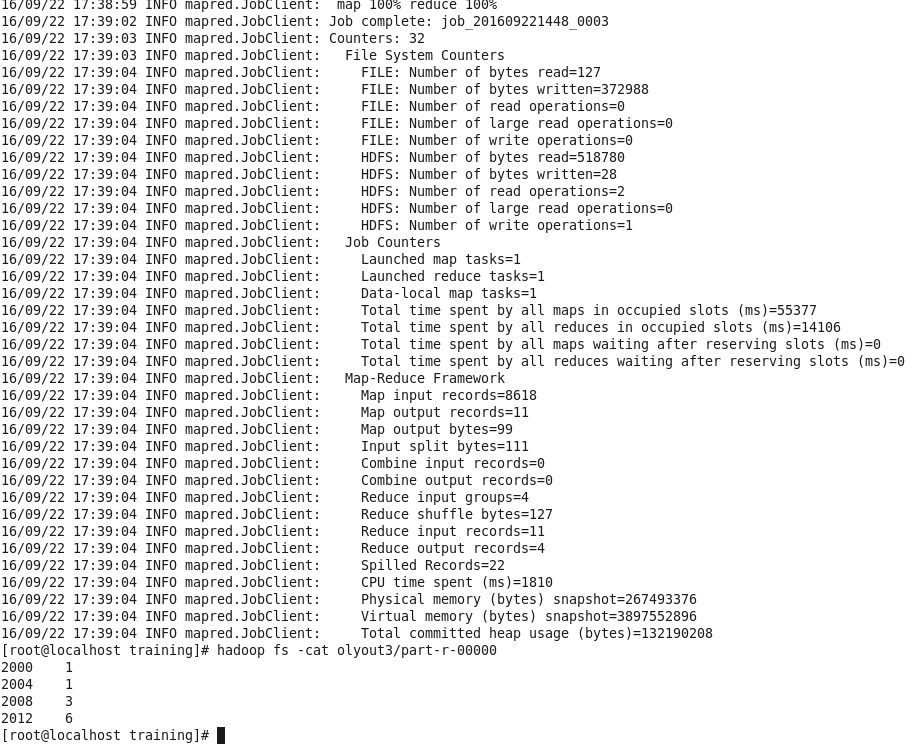 16/09/22 17:38:59 INFO mapred.JobClient:  map 100% reduce 100%
16/09/22 17:39:02 INFO mapred.JobClient: Job complete: job_201609221448_0003
16/09/22 17:39:03 INFO mapred.JobClient: Counters: 32
16/09/22 17:39:03 INFO mapred.JobClient:   File System Counters
16/09/22 17:39:04 INFO mapred.JobClient:     FILE: Number of bytes read=127
16/09/22 17:39:04 INFO mapred.JobClient:     FILE: Number of bytes written=372988
16/09/22 17:39:04 INFO mapred.JobClient:     FILE: Number of read operations=0
16/09/22 17:39:04 INFO mapred.JobClient:     FILE: Number of large read operations=0
16/09/22 17:39:04 INFO mapred.JobClient:     FILE: Number of write operations=0
16/09/22 17:39:04 INFO mapred.JobClient:     HDFS: Number of bytes read=518780
16/09/22 17:39:04 INFO mapred.JobClient:     HDFS: Number of bytes written=28
16/09/22 17:39:04 INFO mapred.JobClient:     HDFS: Number of read operations=2
16/09/22 17:39:04 INFO mapred.JobClient:     HDFS: Number of large read operations=0
16/09/22 17:39:04 INFO mapred.JobClient:     HDFS: Number of write operations=1
16/09/22 17:39:04 INFO mapred.JobClient:   Job Counters
16/09/22 17:39:04 INFO mapred.JobClient:     Launched map tasks=1
16/09/22 17:39:04 INFO mapred.JobClient:     Launched reduce tasks=1
16/09/22 17:39:04 INFO mapred.JobClient:     Data-local map tasks=1
16/09/22 17:39:04 INFO mapred.JobClient:     Total time spent by all maps in occupied slots (ms)=55377
16/09/22 17:39:04 INFO mapred.JobClient:     Total time spent by all reduces in occupied slots (ms)=14106
16/09/22 17:39:04 INFO mapred.JobClient:     Total time spent by all maps waiting after reserving slots (ms)=0
16/09/22 17:39:04 INFO mapred.JobClient:     Total time spent by all reduces waiting after reserving slots (ms)=0
16/09/22 17:39:04 INFO mapred.JobClient:   Map-Reduce Framework
16/09/22 17:39:04 INFO mapred.JobClient:     Map input records=8618
16/09/22 17:39:04 INFO mapred.JobClient:     Map output records=11
16/09/22 17:39:04 INFO mapred.JobClient:     Map output bytes=99
16/09/22 17:39:04 INFO mapred.JobClient:     Input split bytes=111
16/09/22 17:39:04 INFO mapred.JobClient:     Combine input records=0
16/09/22 17:39:04 INFO mapred.JobClient:     Combine output records=0
16/09/22 17:39:04 INFO mapred.JobClient:     Reduce input groups=4
16/09/22 17:39:04 INFO mapred.JobClient:     Reduce shuffle bytes=127
16/09/22 17:39:04 INFO mapred.JobClient:     Reduce input records=11
16/09/22 17:39:04 INFO mapred.JobClient:     Reduce output records=4
16/09/22 17:39:04 INFO mapred.JobClient:     Spilled Records=22
16/09/22 17:39:04 INFO mapred.JobClient:     CPU time spent (ms)=1810
16/09/22 17:39:04 INFO mapred.JobClient:     Physical memory (bytes) snapshot=267493376
16/09/22 17:39:04 INFO mapred.JobClient:     Virtual memory (bytes) snapshot=3897552896
16/09/22 17:39:04 INFO mapred.JobClient:     Total committed heap usage (bytes)=132190208
[root@localhost training]# hadoop fs -cat olyout3/part-r-00000
2000    1
2004    1
2008    3
2012    6
[root@localhost training]#